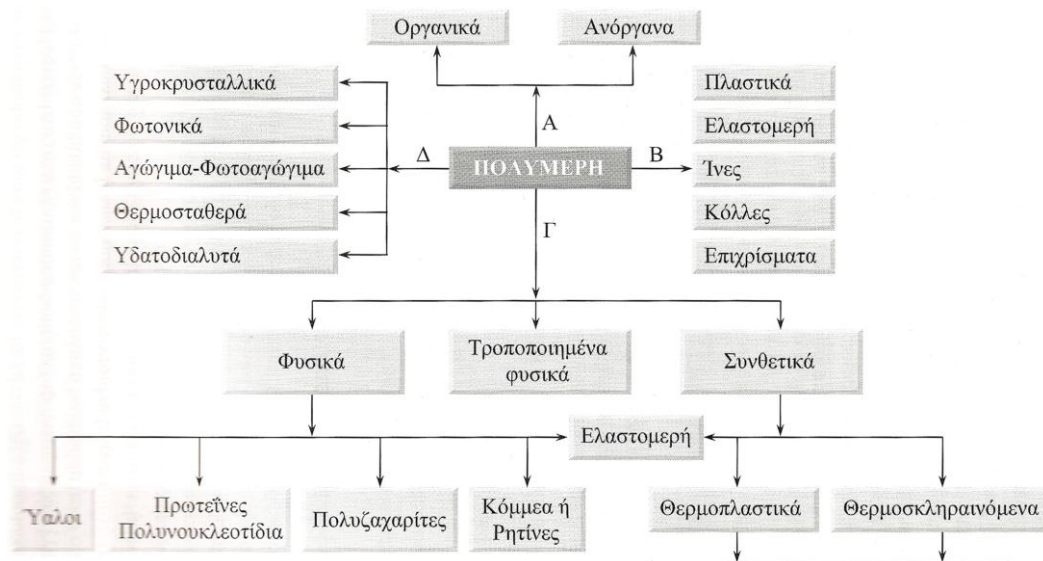 Οργανικά
Ανόργανα
Υγροκρυσταλλικά
Φωτονικά
Αγώγιμα-Φωτοαγώγιμα
Θερμοσταθερά
Υδατοδιαλυτά
Δ
Α
ΠΟΛΥΜΕΡΗ
Β
Γ
Πλαστικά
Ελαστομερή
Ίνες
Κόλλες
Επιχρίσματα
Φυσικά
Τροποποιημένα
φυσικά
Συνθετικά
Ελαστομερή
Ύαλοι
Πρωτεΐνες
Πολυνουκλεοτίδια
Πολυζαχαρίτες
Κόμμεα ή
Ρητίνες
Θερμοπλαστικά
Θερμοσκληραινόμενα